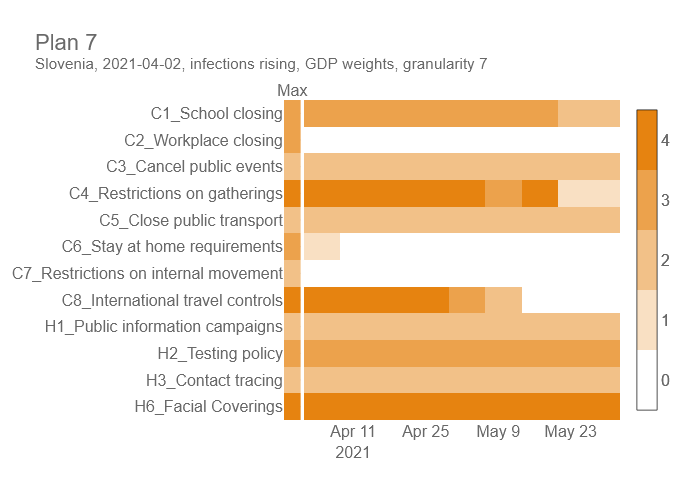 Plan 7
Slovenia, 2021-04-02, infections rising, GDP weights, granularity 7
Max
C1_School closing
C2_Workplace closing
C3_Cancel public events
C4_Restrictions on gatherings
C5_Close public transport
C6_Stay at home requirements
C7_Restrictions on internal movement
C8_International travel controls
H1_Public information campaigns
H2_Testing policy
H3_Contact tracing
H6_Facial Coverings
4
3
2
1
0
Apr 11 Apr 25 May 9 May 23
2021